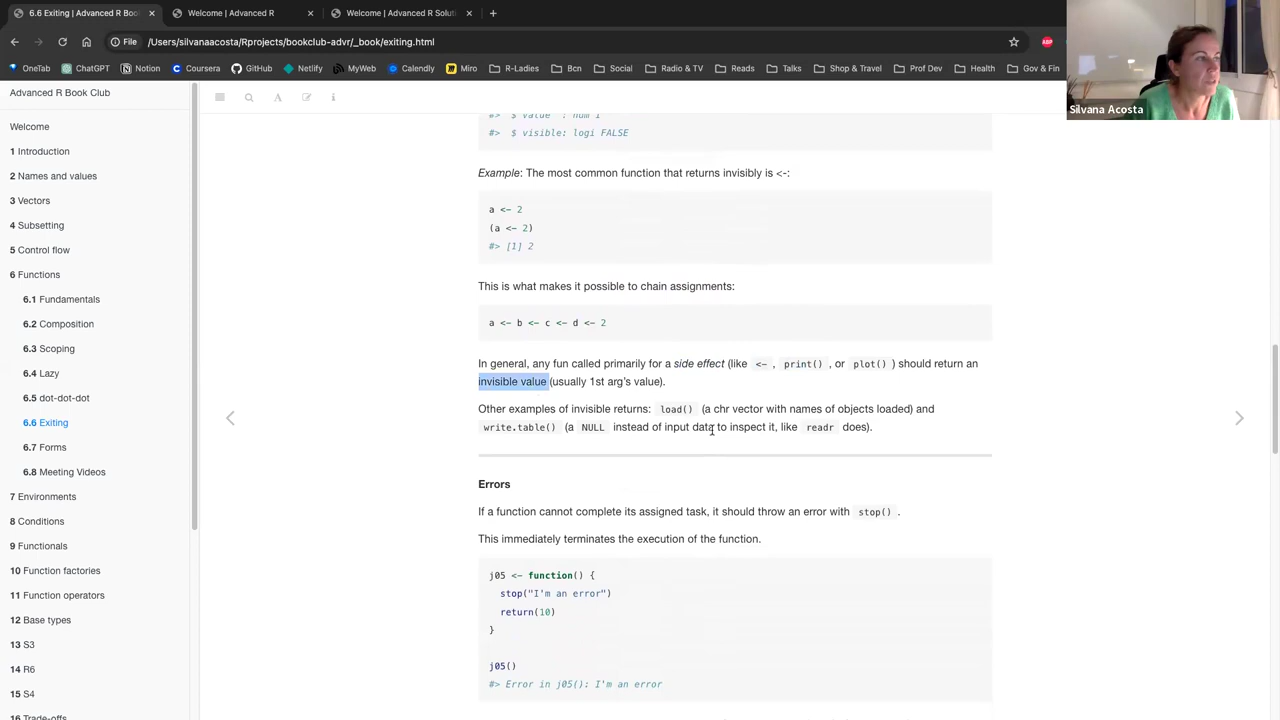 6.6 Exiting | Advanced R Book
Welcome | Advanced R
Welcome | Advanced R Soluti
File
/Users/silvanaacosta/Rprojects/bookclub-advr/_book/exiting.html
ABP
OneTab
ChatGPT
Notion
Coursera
GitHub
Netlify
MyWeb
Calendly
Miro
Ho/Ests
Bcn
Social
Radio & TV
Reads
Talks
Shop & Travel
Prof Dev
Health
Gov & Fin
Silvana Acosta
Advanced R Book Club
Welcome
1 Introduction
2 Names and values
3 Vectors
4 Subsetting
5 Control flow
6 Functions
6.1 Fundamentals
6.2 Composition
6.3 Scoping
6.4 Lazy
6.5 dot-dot-dot
6.6 Exiting
6.7 Forms
6.8 Meeting Videos
7 Environments
8 Conditions
9 Functionals
10 Function factories
11 Function operators
12 Base types
13 S3
14 R6
15 S4
16 Trade-offs
#> $ value : num 1
#> $ visible: logi FALSE
Example: The most common function that returns invisibly is <-:
a <- 2
(a <- 2)
#> [1] 2
This is what makes it possible to chain assignments:
a <- b <- c <- d <- 2
In general, any fun called primarily for a side effect (like <-, print(), or plot()) should return an
invisible value (usually 1st arg's value).
Other examples of invisible returns: load() (a chr vector with names of objects loaded) and
write.table() (a NULL instead of input data to inspect it, like readr does).
Errors
If a function cannot complete its assigned task, it should throw an error with stop().
This immediately terminates the execution of the function.
j05 <- function() {
stop("I'm an error")
return(10)
}
j05()
#> Error in j05(): I'm an error